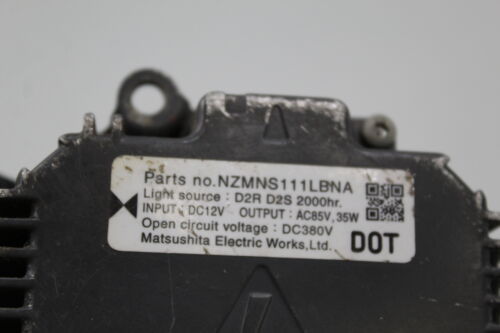 Parts no.NZMNS111LBNA
Light source : D2R D2S 2000hr.
INPUT : DC12V OUTPUT : AC85V, 35W
Open circuit voltage : DC380V
Matsushita Electric Works,Ltd.
DOT